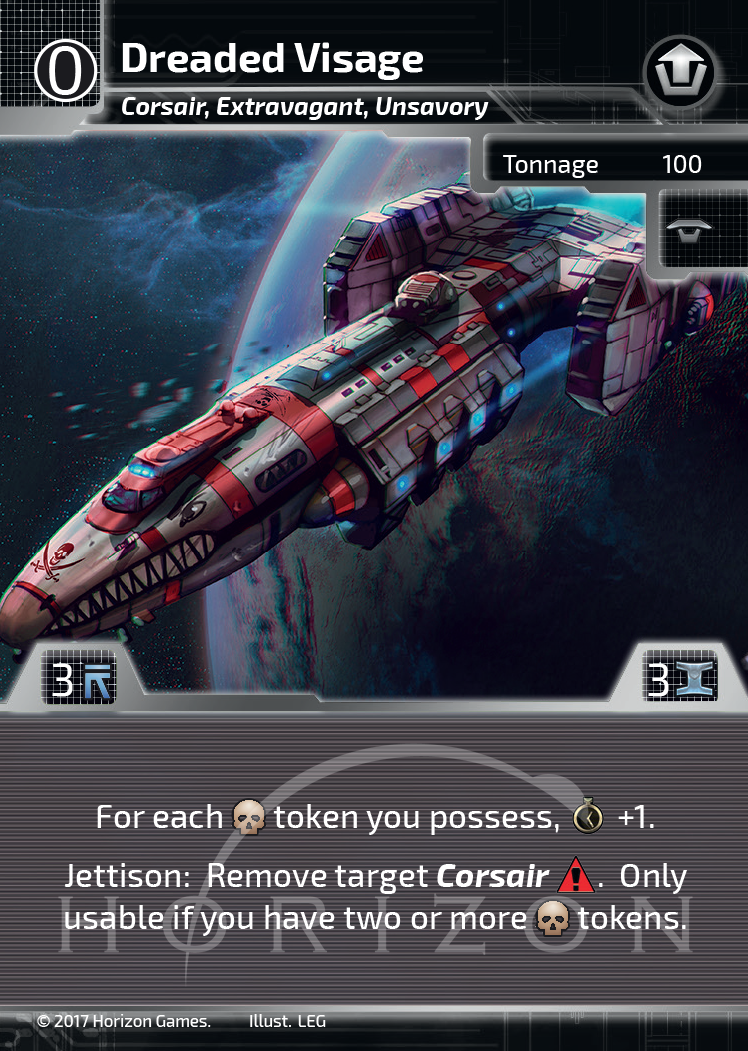 0
Dreaded Visage
Corsair, Extravagant, Unsavory
Tonnage 100
3
3
For each token you possess, +1.
Jettison: Remove target Corsair . Only
usable if you have two or more tokens.
HORIZON
© 2017 Horizon Games. Illust. LEG